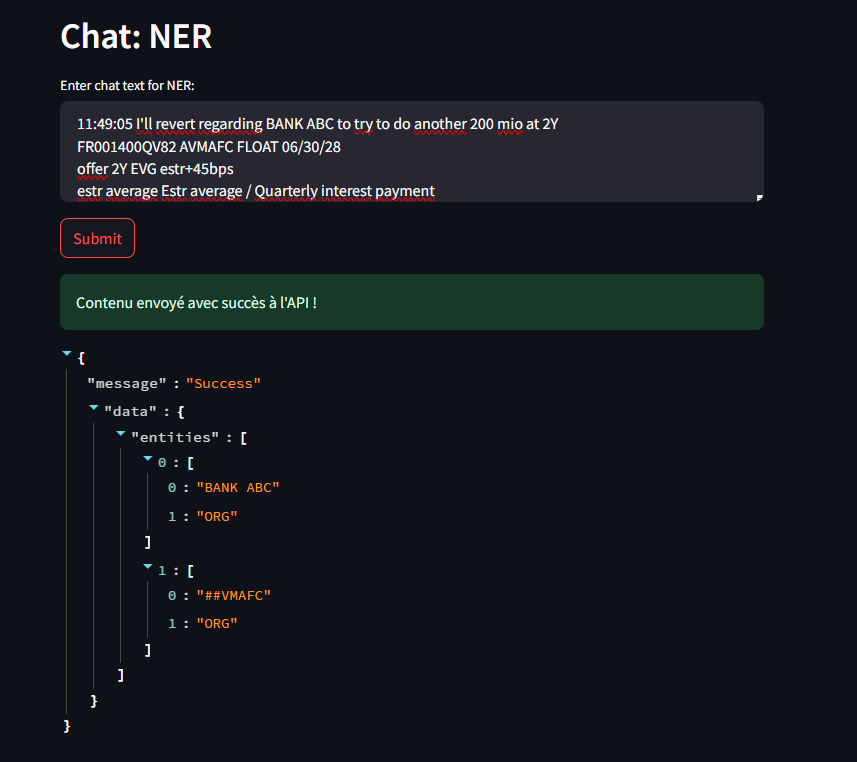 Chat: NER
Enter chat text for NER:
11:49:05 I'll revert regarding BANK ABC to try to do another 200 mio at 2Y
FR001400QV82 AVMAFC FLOAT 06/30/28
offer 2Y EVG estr+45bps
estr average Estr average / Quarterly interest payment
Submit
Contenu envoyé avec succès à l'API !
{
"message" : "Success"
"data" : {
"entities" : [
0 : [
0 : "BANK ABC"
1 : "ORG"
]
1 : [
0 : "##VMAFC"
1 : "ORG"
]
]
}
}